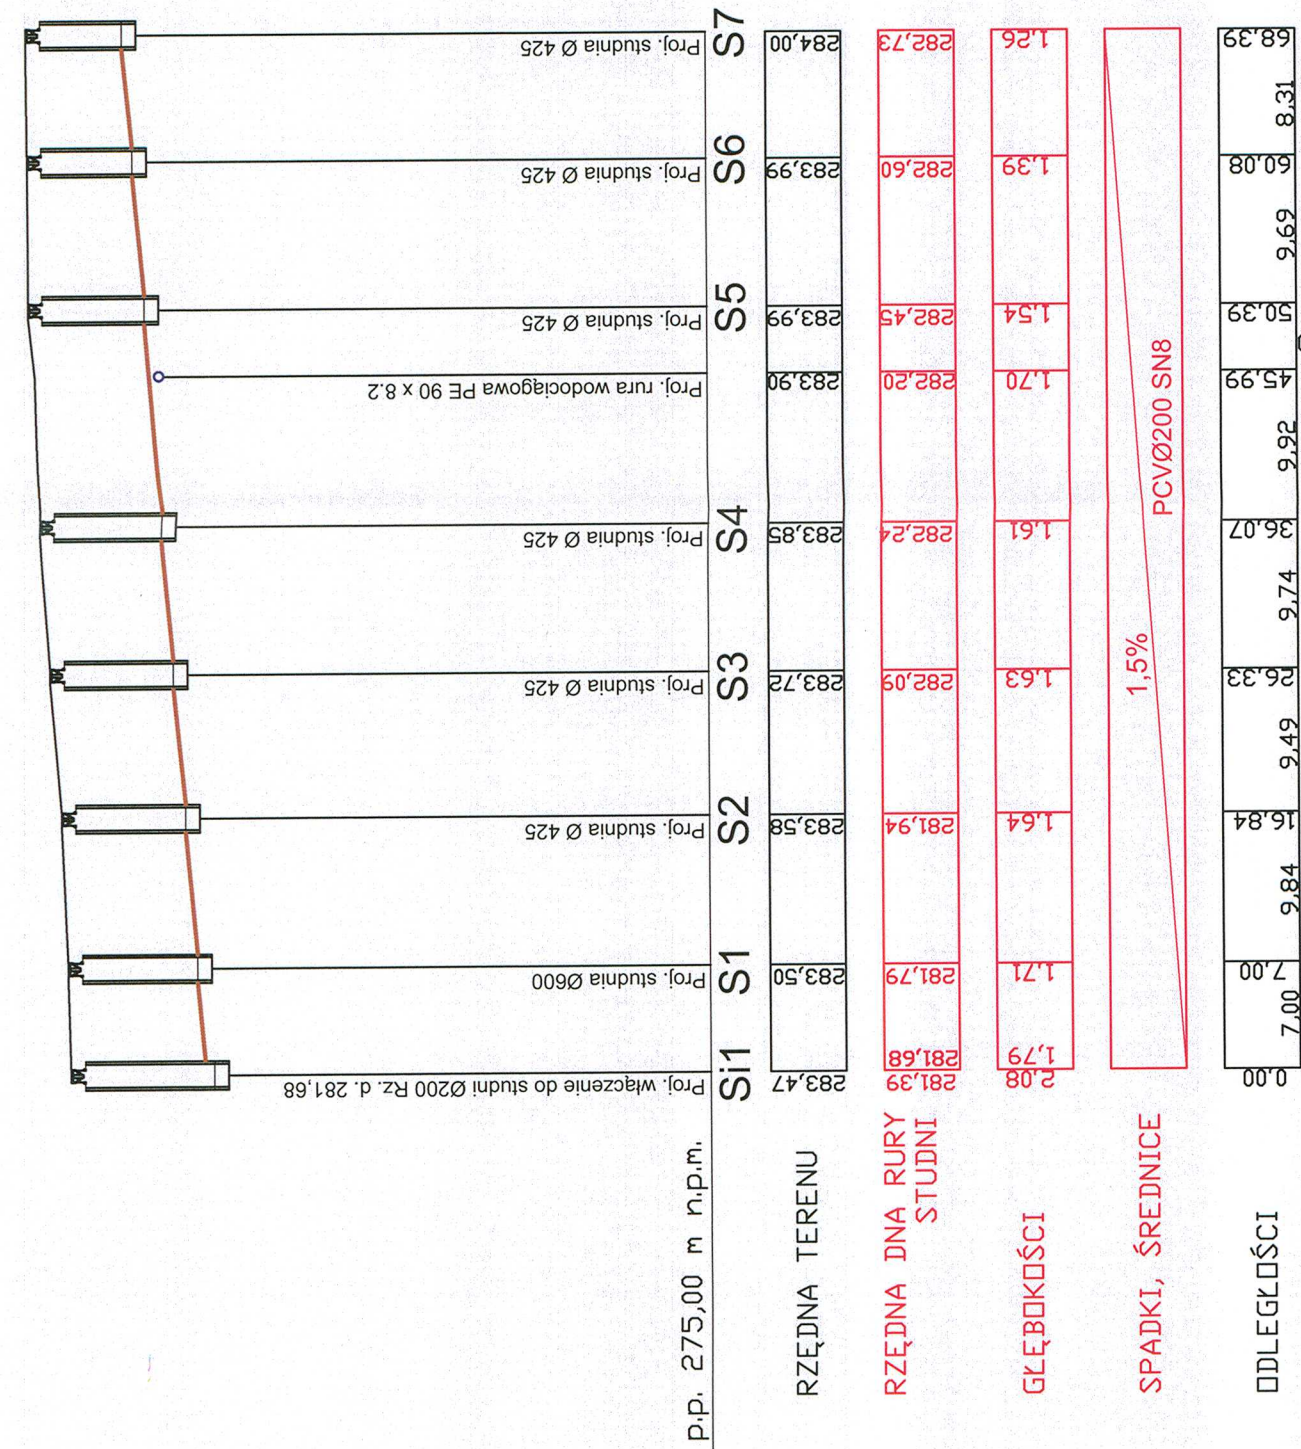 Proj. włączenie do studni Ø200 Rz. d. 281,68
Proj. studnia Ø600
Proj. studnia Ø 425
Proj. studnia Ø 425
Proj. studnia Ø 425
Proj. rura wodociągowa PE 90 x 8.2
Proj. studnia Ø 425
Proj. studnia Ø 425
Proj. studnia Ø 425
p.p. 275,00 m n.p.m.
Si1 S1 S2 S3 S4 S5 S6 S7
RZĘDNA TERENU
283,47 283,50 283,58 283,72 283,85 283,90 283,99 283,99 284,00
RZĘDNA DNA RURY
STUDNI
281,39 281,68 281,79 281,94 282,09 282,24 282,20 282,45 282,60 282,73
GŁĘBOKOŚCI
2,08 1,79 1,71 1,64 1,63 1,61 1,70 1,54 1,39 1,26
SPADKI, ŚREDNICE
1,5% PCVØ200 SN8
ODLEGŁOŚCI
0,00 7,00 16,84 26,33 36,07 45,99 50,39 60,08 68,39
7,00 9,84 9,49 9,74 9,92 9,69 8,31